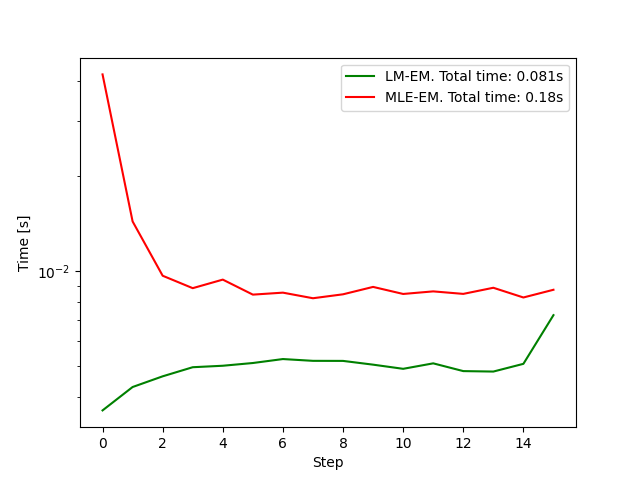 LM-EM. Total time: 0.081s
MLE-EM. Total time: 0.18s
Time [s]
10⁻²
0 2 4 6 8 10 12 14
Step